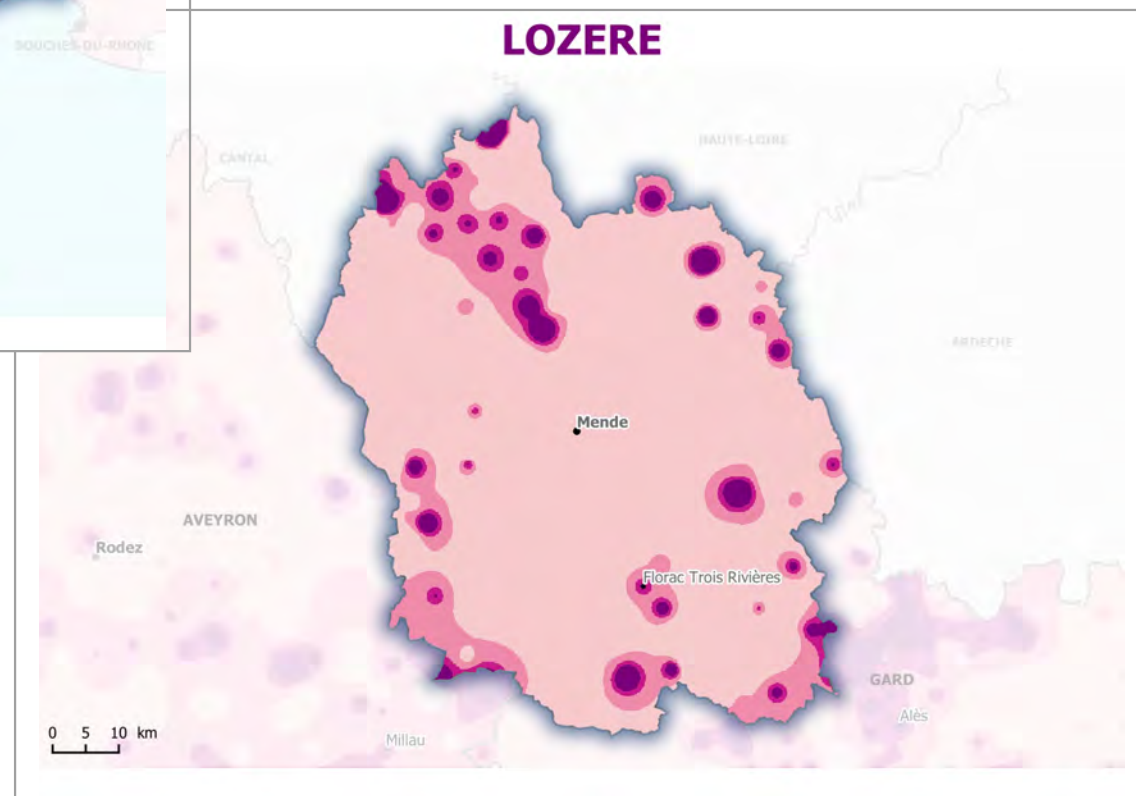 BOUCHES-DU-RHONE
LOZERE
HAUTE-LOIRE
CANTAL
ARDECHE
Mende
AVEYRON
Rodez
Florac Trois Rivières
GARD
Alès
0 5 10 km
Millau